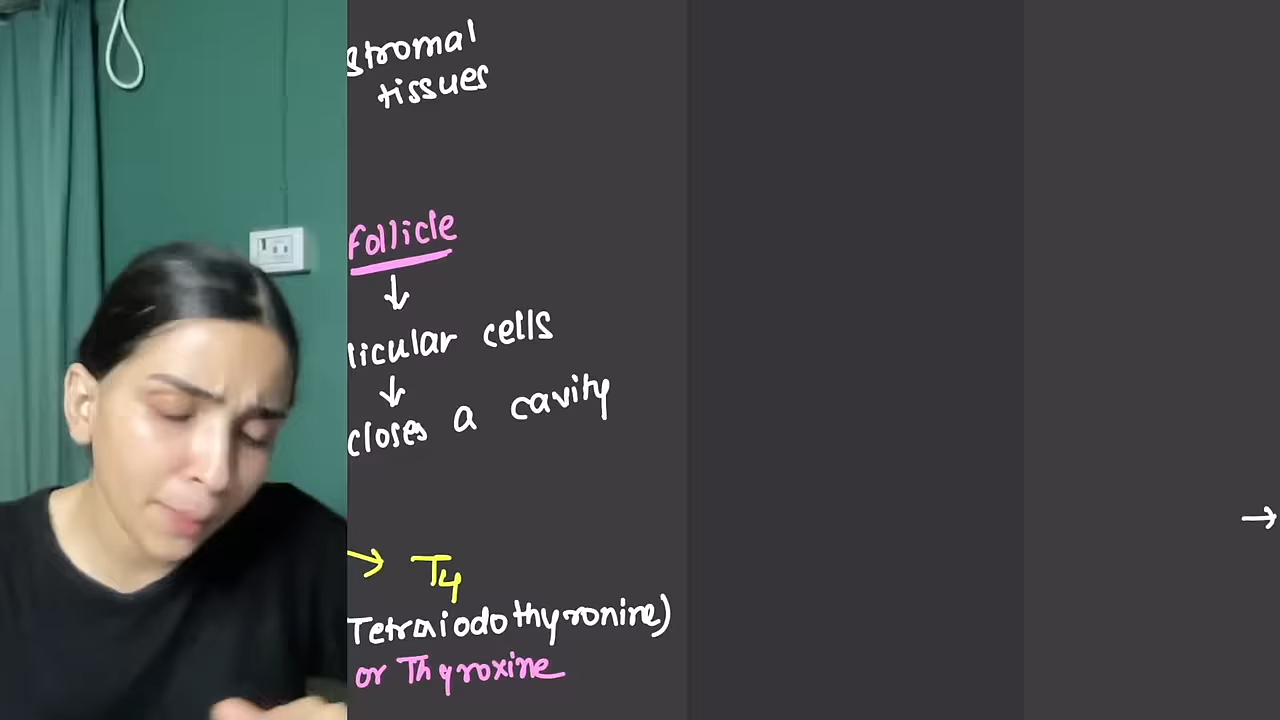 stromal
tissues
follicle
↓
licular cells
↓
closes a cavity
→ T4
Tetraiodothyronine)
or Thyroxine
→